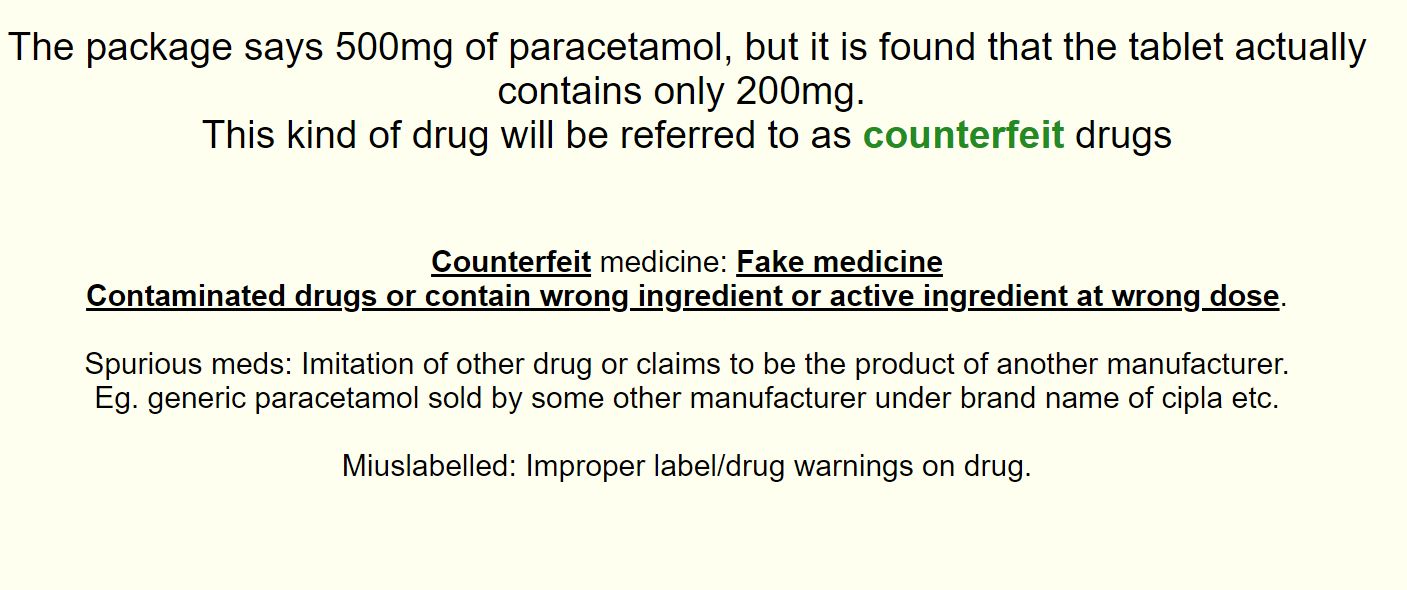 The package says 500mg of paracetamol, but it is found that the tablet actually
contains only 200mg.
This kind of drug will be referred to as counterfeit drugs
Counterfeit medicine: Fake medicine
Contaminated drugs or contain wrong ingredient or active ingredient at wrong dose.
Spurious meds: Imitation of other drug or claims to be the product of another manufacturer.
Eg. generic paracetamol sold by some other manufacturer under brand name of cipla etc.
Miuslabelled: Improper label/drug warnings on drug.